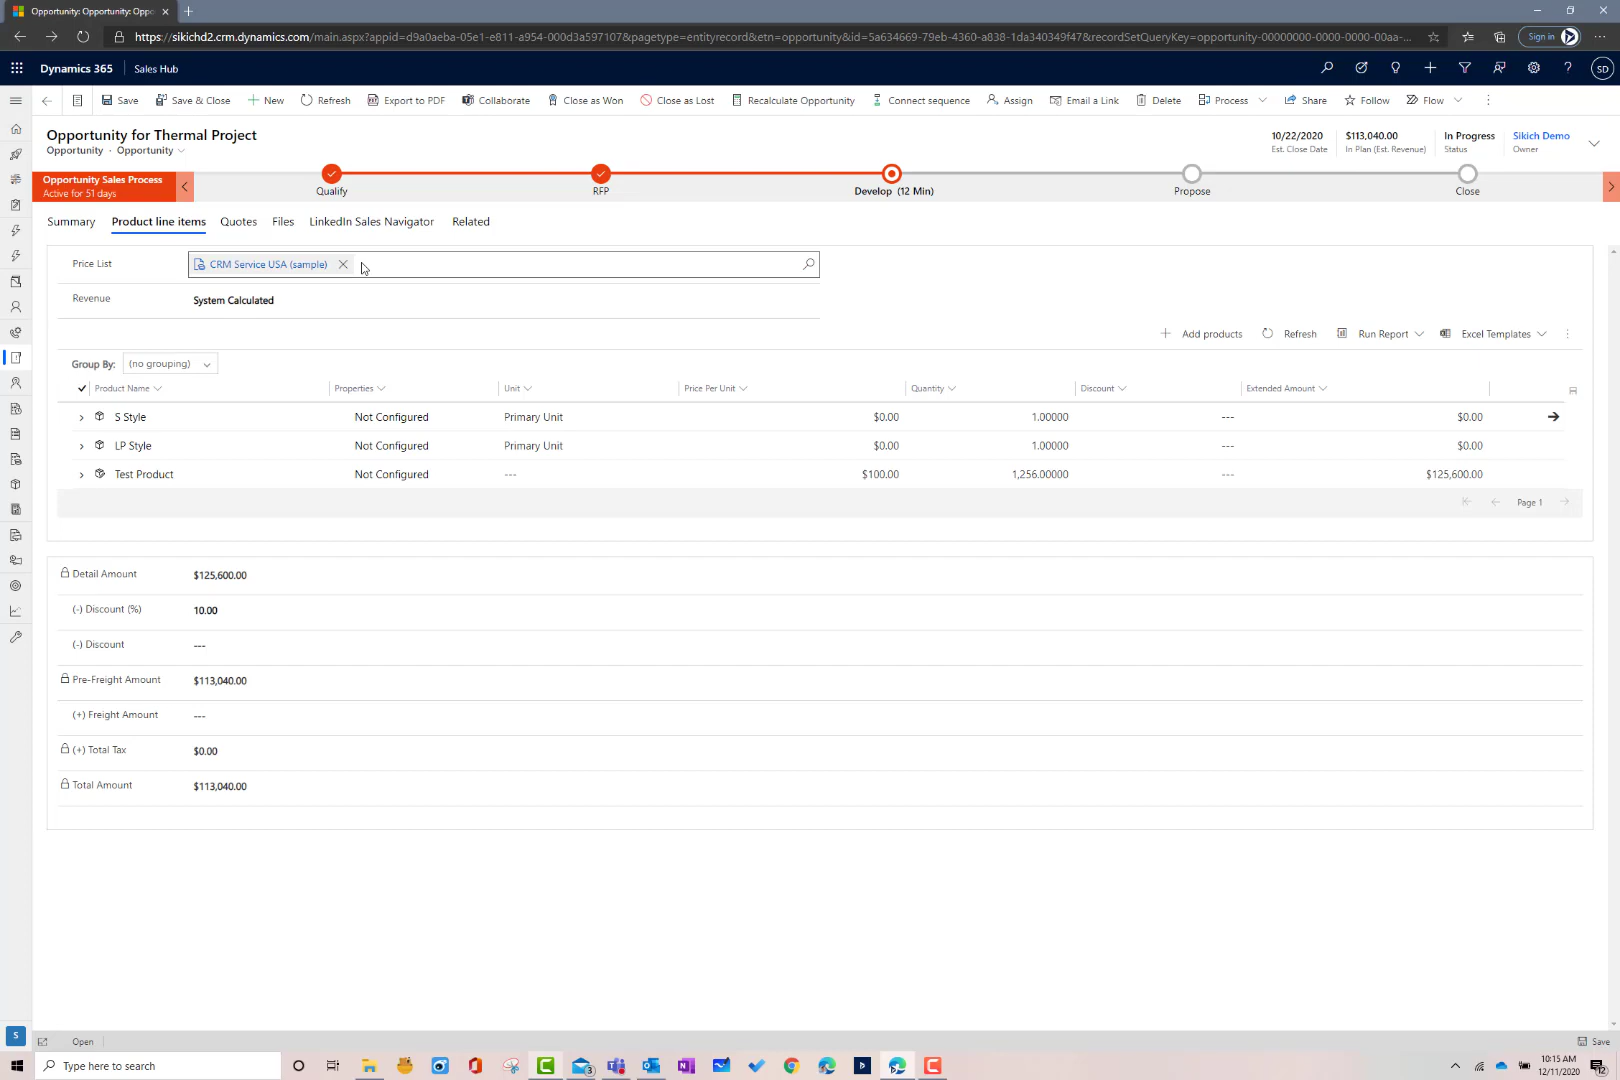 Opportunity: Opportunity: Oppo
https://sikichd2.crm.dynamics.com/main.aspx?appid=d9a0aeba-05e1-e811-a954-000d3a597107&pagetype=entityrecord&etn=opportunity&id=5a634669-79eb-4360-a838-1da340349f47&recordSetQueryKey=opportunity-00000000-0000-0000-00aa-... Sign in
Dynamics 365 Sales Hub ? SD
Save Save & Close New Refresh Export to PDF Collaborate Close as Won Close as Lost Recalculate Opportunity Connect sequence Assign Email a Link Delete Process Share Follow Flow
Opportunity for Thermal Project
Opportunity · Opportunity
10/22/2020 $113,040.00 In Progress Sikich Demo
Est. Close Date In Plan (Est. Revenue) Status Owner
Opportunity Sales Process
Active for 51 days
Qualify RFP Develop (12 Min) Propose Close
Summary Product line items Quotes Files LinkedIn Sales Navigator Related
Price List CRM Service USA (sample)
Revenue System Calculated
Add products Refresh Run Report Excel Templates
Group By: (no grouping)
Product Name Properties Unit Price Per Unit Quantity Discount Extended Amount
S Style Not Configured Primary Unit $0.00 1.00000 --- $0.00
LP Style Not Configured Primary Unit $0.00 1.00000 --- $0.00
Test Product Not Configured --- $100.00 1,256.00000 --- $125,600.00
Page 1
Detail Amount $125,600.00
(-) Discount (%) 10.00
(-) Discount ---
Pre-Freight Amount $113,040.00
(+) Freight Amount ---
(+) Total Tax $0.00
Total Amount $113,040.00
S Open Save
Type here to search
3
10:15 AM
12/11/2020
12